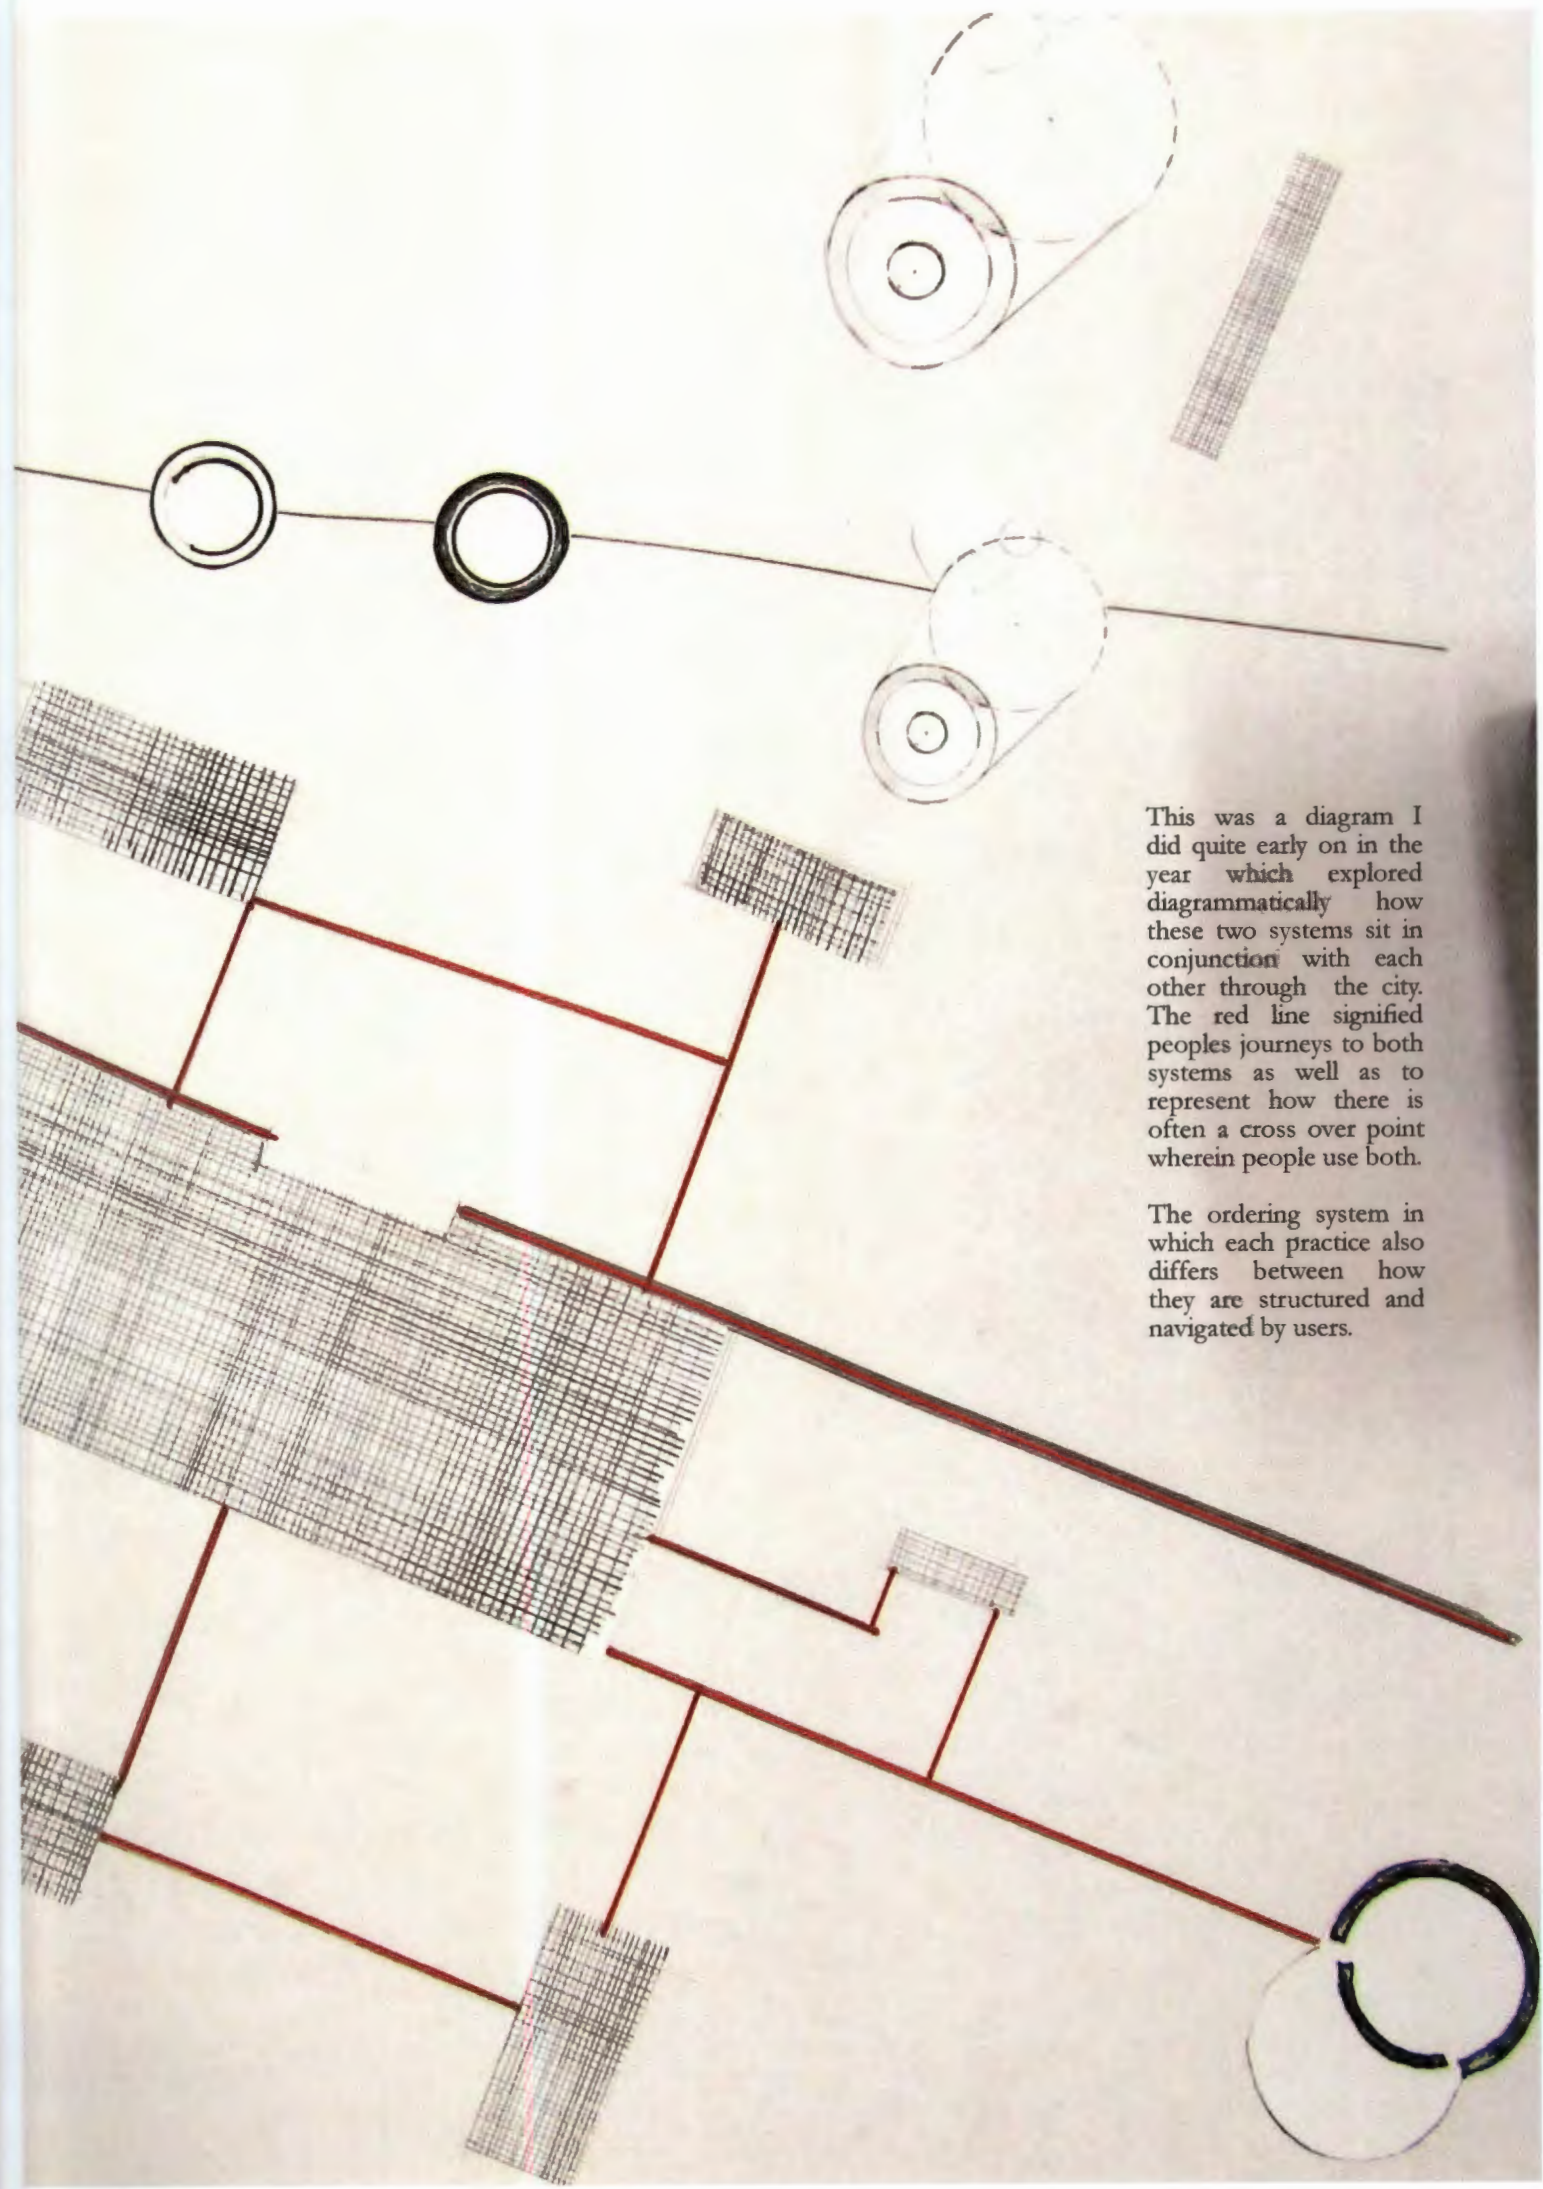 This was a diagram I
did quite early on in the
year which explored
diagrammatically how
these two systems sit in
conjunction with each
other through the city.
The red line signified
peoples journeys to both
systems as well as to
represent how there is
often a cross over point
wherein people use both.
The ordering system in
which each practice also
differs between how
they are structured and
navigated by users.